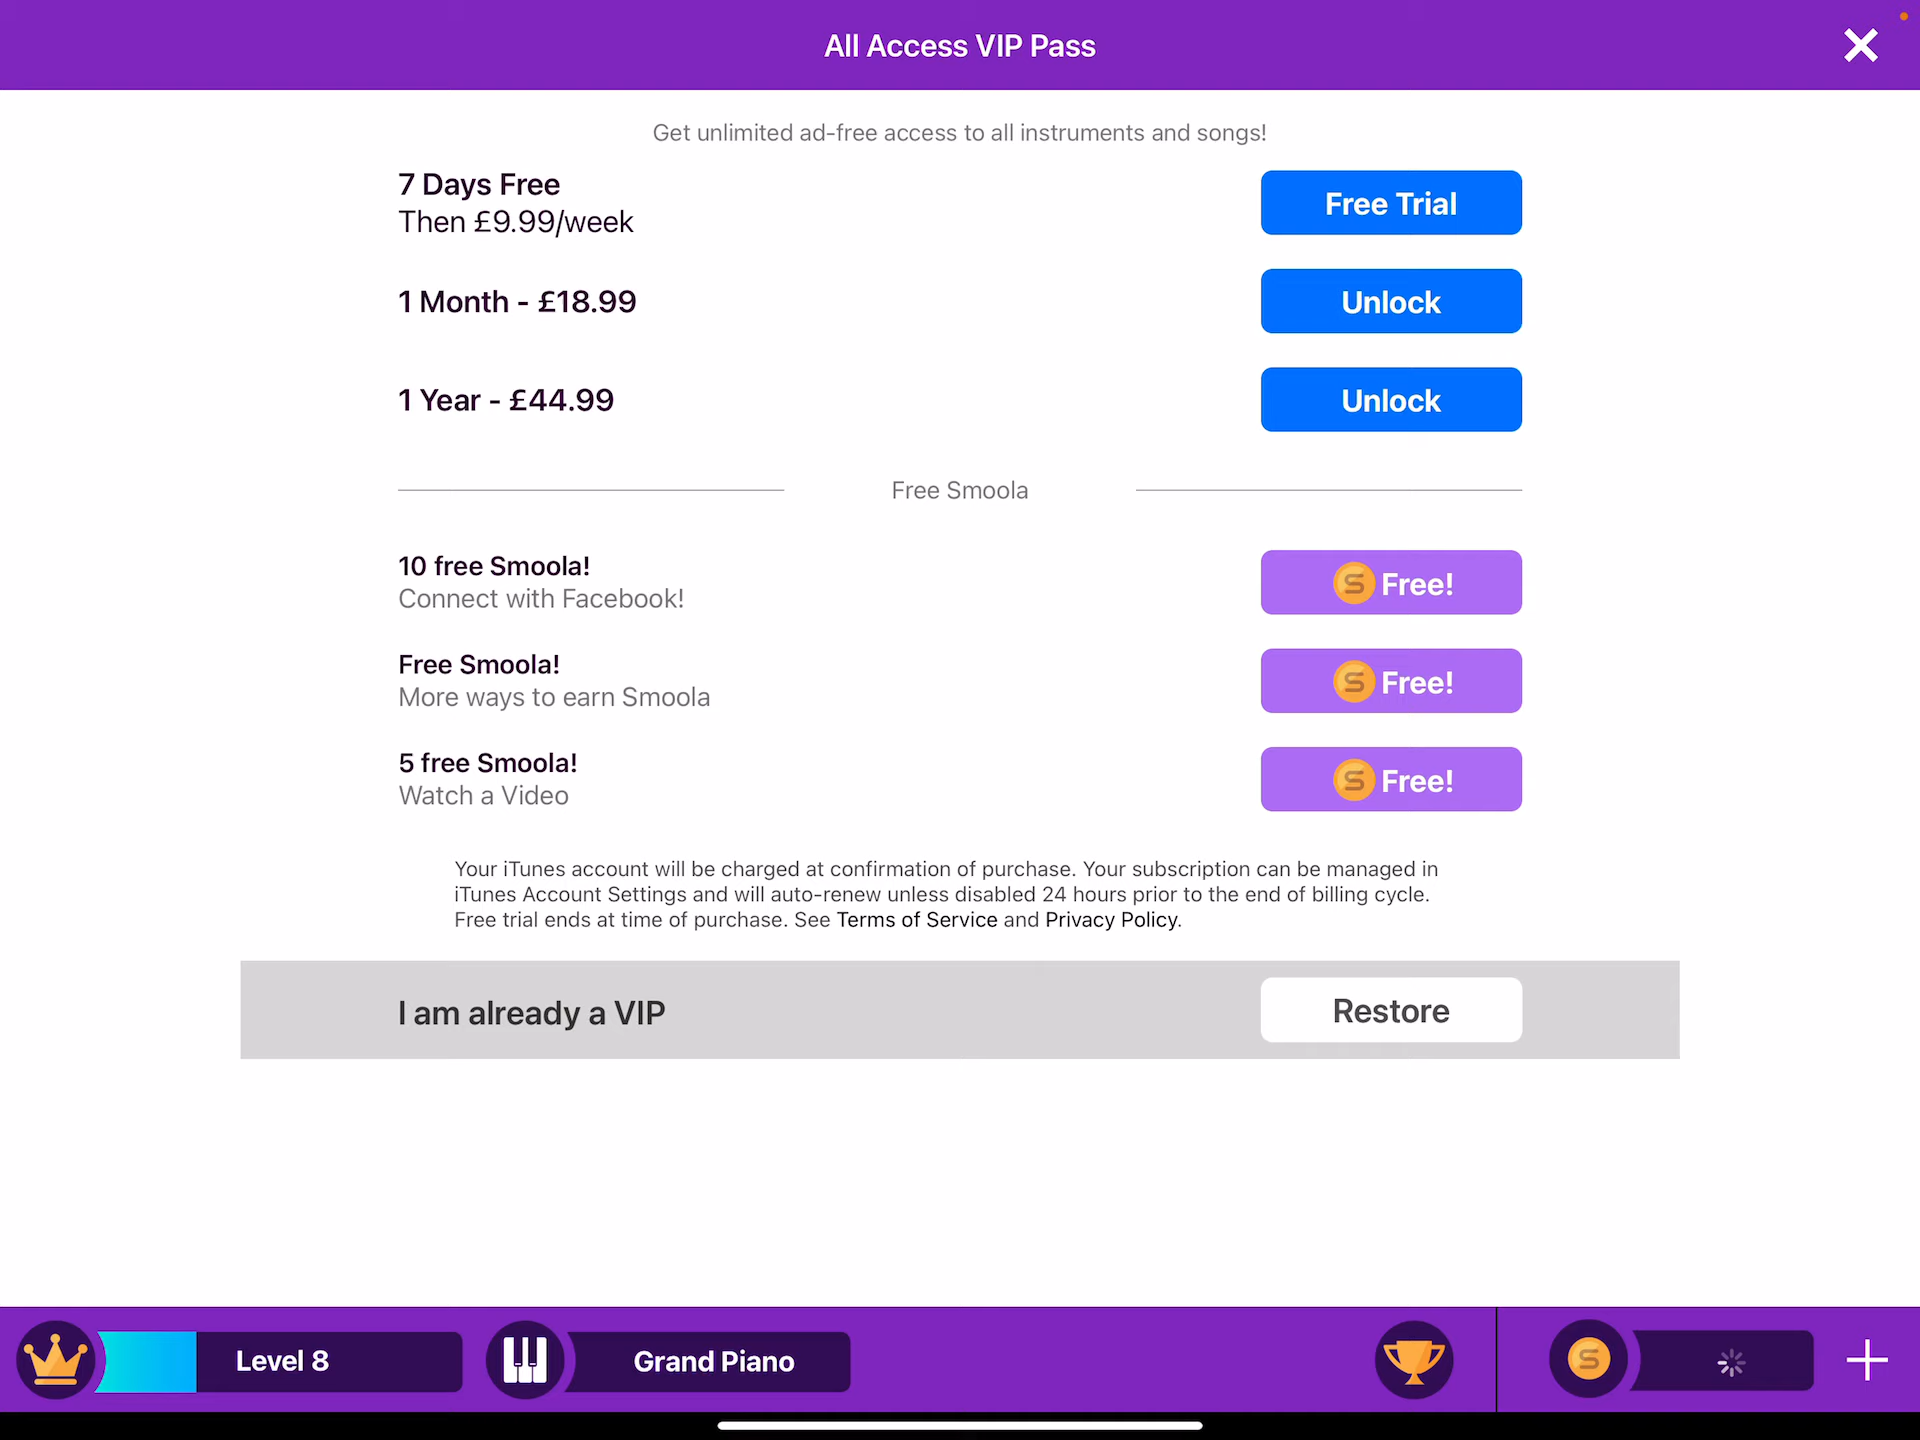 All Access VIP Pass
Get unlimited ad-free access to all instruments and songs!
7 Days Free
Then £9.99/week
Free Trial
1 Month - £18.99
Unlock
1 Year - £44.99
Unlock
Free Smoola
10 free Smoola!
Connect with Facebook!
S Free!
Free Smoola!
More ways to earn Smoola
S Free!
5 free Smoola!
Watch a Video
S Free!
Your iTunes account will be charged at confirmation of purchase. Your subscription can be managed in
iTunes Account Settings and will auto-renew unless disabled 24 hours prior to the end of billing cycle.
Free trial ends at time of purchase. See Terms of Service and Privacy Policy.
I am already a VIP
Restore
Level 8
Grand Piano
S